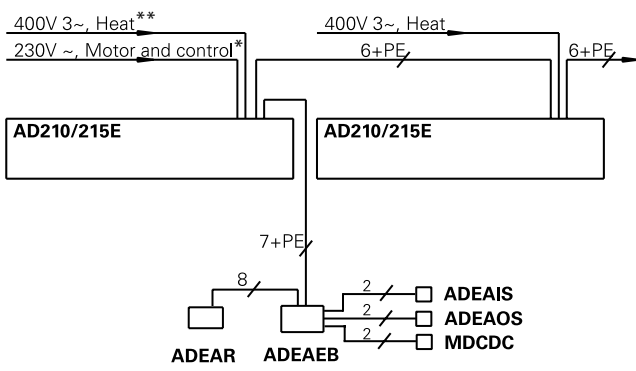 400V 3~, Heat**
400V 3~, Heat
230V ~, Motor and control*
6+PE
6+PE
AD210/215E
AD210/215E
7+PE
8
2
ADEAIS
2
ADEAOS
2
MDCDC
ADEAR
ADEAEB